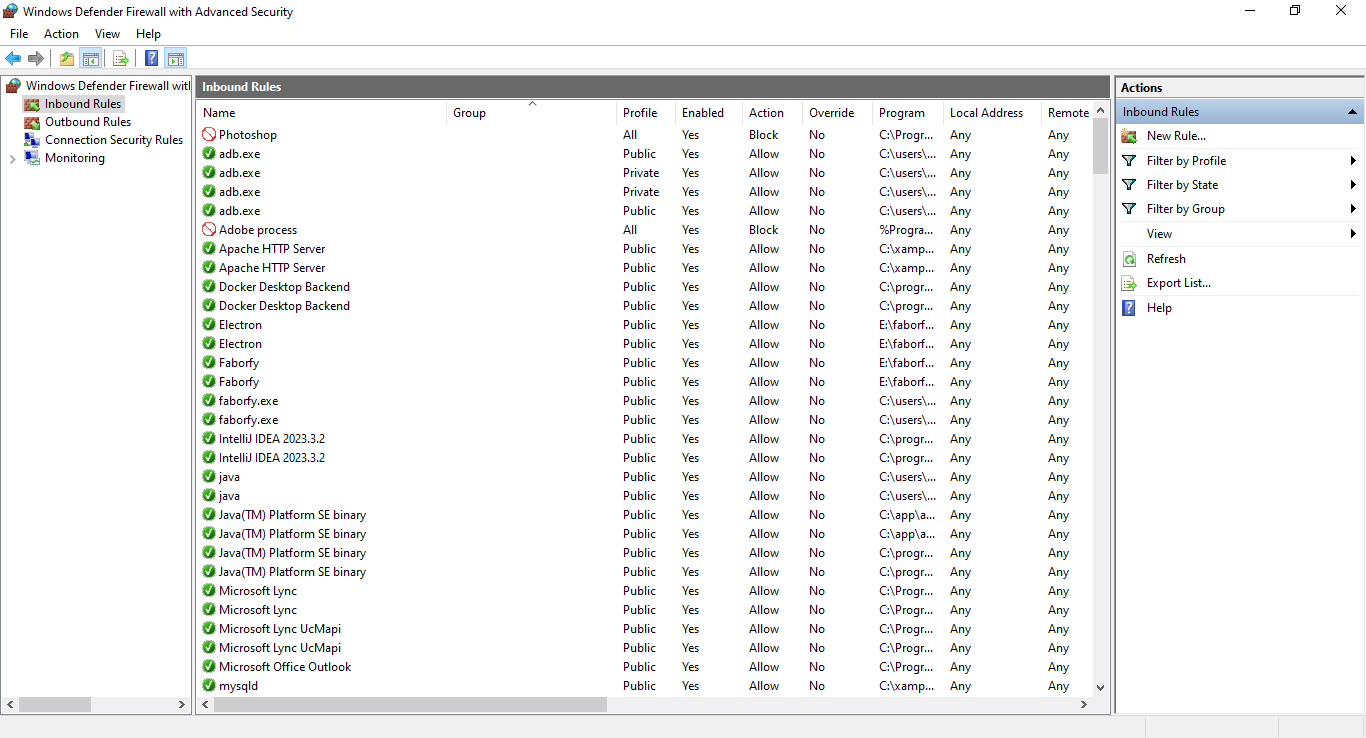 Windows Defender Firewall with Advanced Security
File Action View Help
Windows Defender Firewall witl
Inbound Rules
Outbound Rules
Connection Security Rules
Monitoring
Inbound Rules
Name Group Profile Enabled Action Override Program Local Address Remote
Photoshop All Yes Block No C:\Progr... Any Any
adb.exe Public Yes Allow No C:\users\... Any Any
adb.exe Private Yes Allow No C:\users\... Any Any
adb.exe Private Yes Allow No C:\users\... Any Any
adb.exe Public Yes Allow No C:\users\... Any Any
Adobe process All Yes Block No %Progra... Any Any
Apache HTTP Server Public Yes Allow No C:\xamp... Any Any
Apache HTTP Server Public Yes Allow No C:\xamp... Any Any
Docker Desktop Backend Public Yes Allow No C:\progr... Any Any
Docker Desktop Backend Public Yes Allow No C:\progr... Any Any
Electron Public Yes Allow No E:\faborf... Any Any
Electron Public Yes Allow No E:\faborf... Any Any
Faborfy Public Yes Allow No E:\faborf... Any Any
Faborfy Public Yes Allow No E:\faborf... Any Any
faborfy.exe Public Yes Allow No C:\users\... Any Any
faborfy.exe Public Yes Allow No C:\users\... Any Any
IntelliJ IDEA 2023.3.2 Public Yes Allow No C:\progr... Any Any
IntelliJ IDEA 2023.3.2 Public Yes Allow No C:\progr... Any Any
java Public Yes Allow No C:\users\... Any Any
java Public Yes Allow No C:\users\... Any Any
Java(TM) Platform SE binary Public Yes Allow No C:\app\a... Any Any
Java(TM) Platform SE binary Public Yes Allow No C:\app\a... Any Any
Java(TM) Platform SE binary Public Yes Allow No C:\progr... Any Any
Java(TM) Platform SE binary Public Yes Allow No C:\progr... Any Any
Microsoft Lync Public Yes Allow No C:\Progr... Any Any
Microsoft Lync Public Yes Allow No C:\Progr... Any Any
Microsoft Lync UcMapi Public Yes Allow No C:\Progr... Any Any
Microsoft Lync UcMapi Public Yes Allow No C:\Progr... Any Any
Microsoft Office Outlook Public Yes Allow No C:\Progr... Any Any
mysqld Public Yes Allow No C:\xamp... Any Any
Actions
Inbound Rules
New Rule...
Filter by Profile
Filter by State
Filter by Group
View
Refresh
Export List...
Help